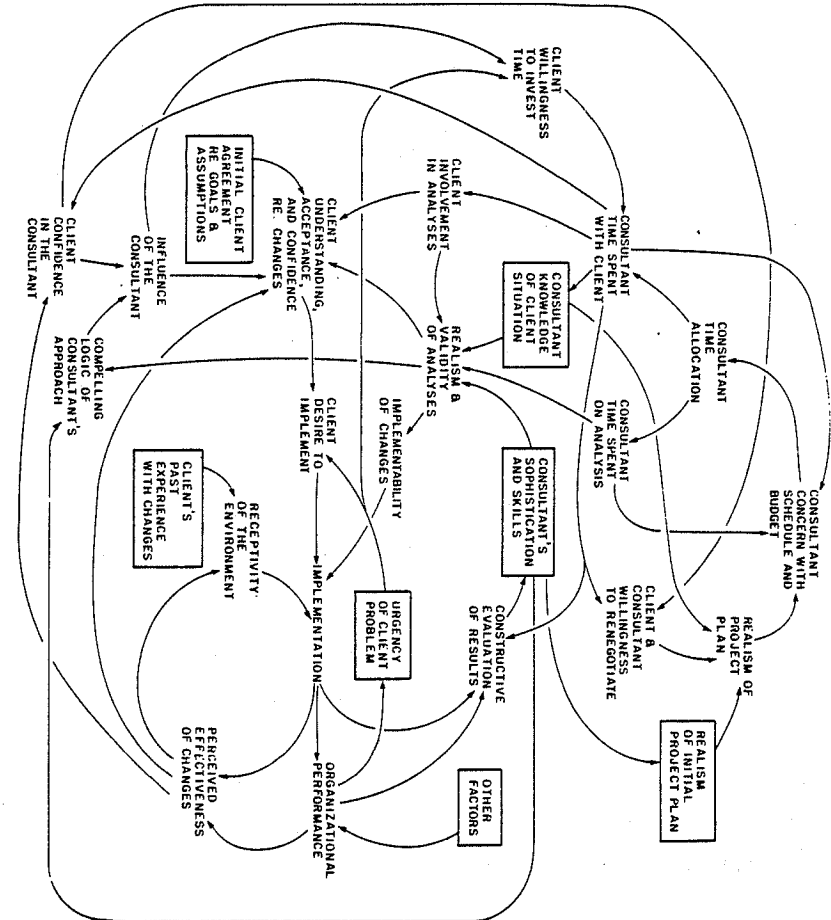 CLIENT
WILLINGNESS
TO INVEST
TIME
CONSULTANT
TIME SPENT
WITH CLIENT
CONSULTANT
TIME
ALLOCATION
CONSULTANT
CONCERN WITH
SCHEDULE AND
BUDGET
CLIENT
INVOLVEMENT
IN ANALYSES
CONSULTANT
KNOWLEDGE
OF CLIENT
SITUATION
CONSULTANT
TIME SPENT
ON ANALYSIS
REALISM OF
PROJECT
PLAN
CLIENT &
CONSULTANT
WILLINGNESS
TO RENEGOTIATE
REALISM
OF INITIAL
PROJECT PLAN
INITIAL CLIENT
AGREEMENT
RE GOALS &
ASSUMPTIONS
CLIENT
UNDERSTANDING,
ACCEPTANCE,
AND CONFIDENCE
RE. CHANGES
REALISM &
VALIDITY
OF ANALYSES
CONSULTANT'S
SOPHISTICATION
AND SKILLS
CONSTRUCTIVE
EVALUATION
OF RESULTS
IMPLEMENTABILITY
OF CHANGES
CLIENT
DESIRE TO
IMPLEMENT
IMPLEMENTATION
URGENCY
OF CLIENT
PROBLEM
OTHER
FACTORS
ORGANIZATIONAL
PERFORMANCE
CLIENT
CONFIDENCE
IN THE
CONSULTANT
INFLUENCE
OF THE
CONSULTANT
COMPELLING
LOGIC OF
CONSULTANT'S
APPROACH
CLIENT'S
PAST
EXPERIENCE
WITH CHANGES
RECEPTIVITY
OF THE
ENVIRONMENT
PERCEIVED
EFFECTIVENESS
OF CHANGES